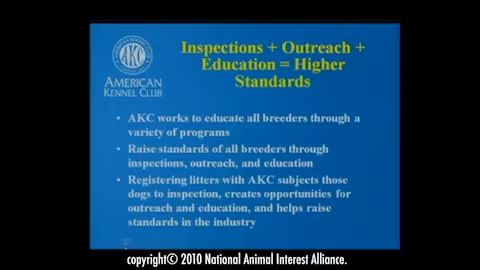 Inspections + Outreach +
Education = Higher
Standards
AKC
AMERICAN
KENNEL CLUB
• AKC works to educate all breeders through a
variety of programs
• Raise standards of all breeders through
inspections, outreach, and education
• Registering litters with AKC subjects those
dogs to inspection, creates opportunities for
outreach and education, and helps raise
standards in the industry
copyright© 2010 National Animal Interest Alliance.